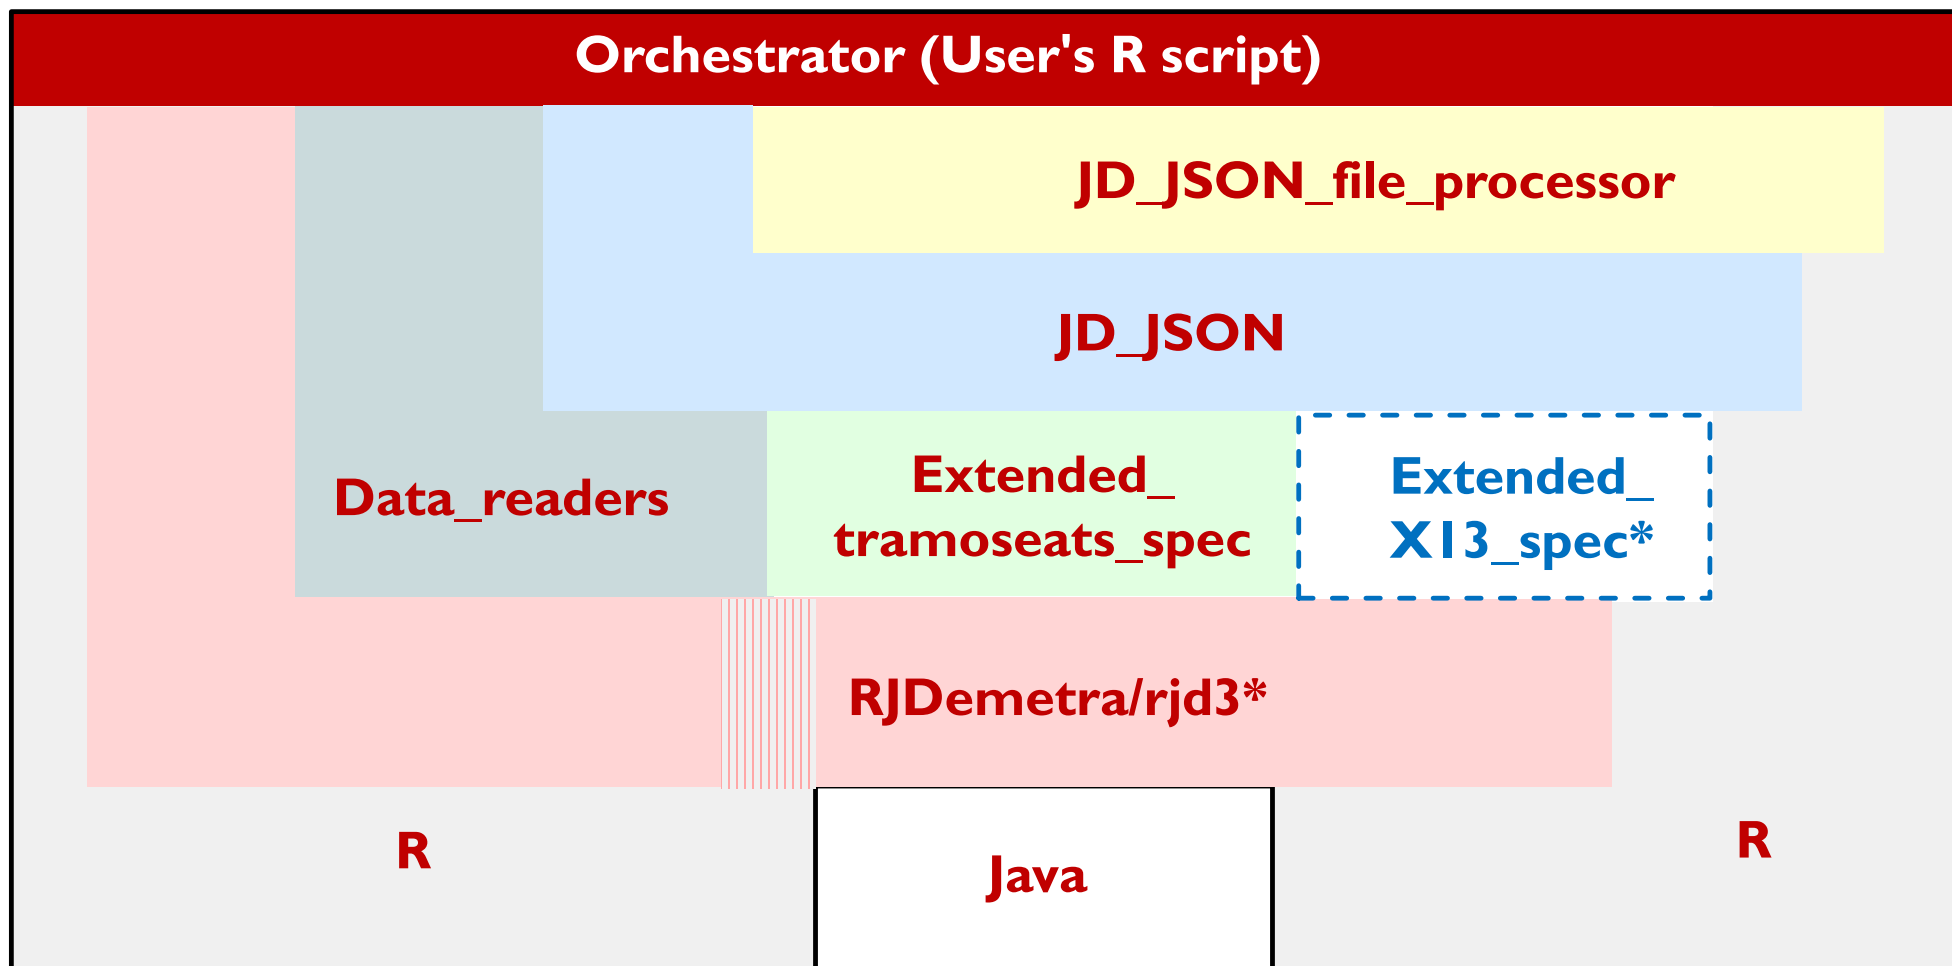 Orchestrator (User's R script)
JD_JSON_file_processor
JD_JSON
Data_readers
Extended_
tramoseats_spec
Extended_
X13_spec*
RJDemetra/rjd3*
R
Java
R